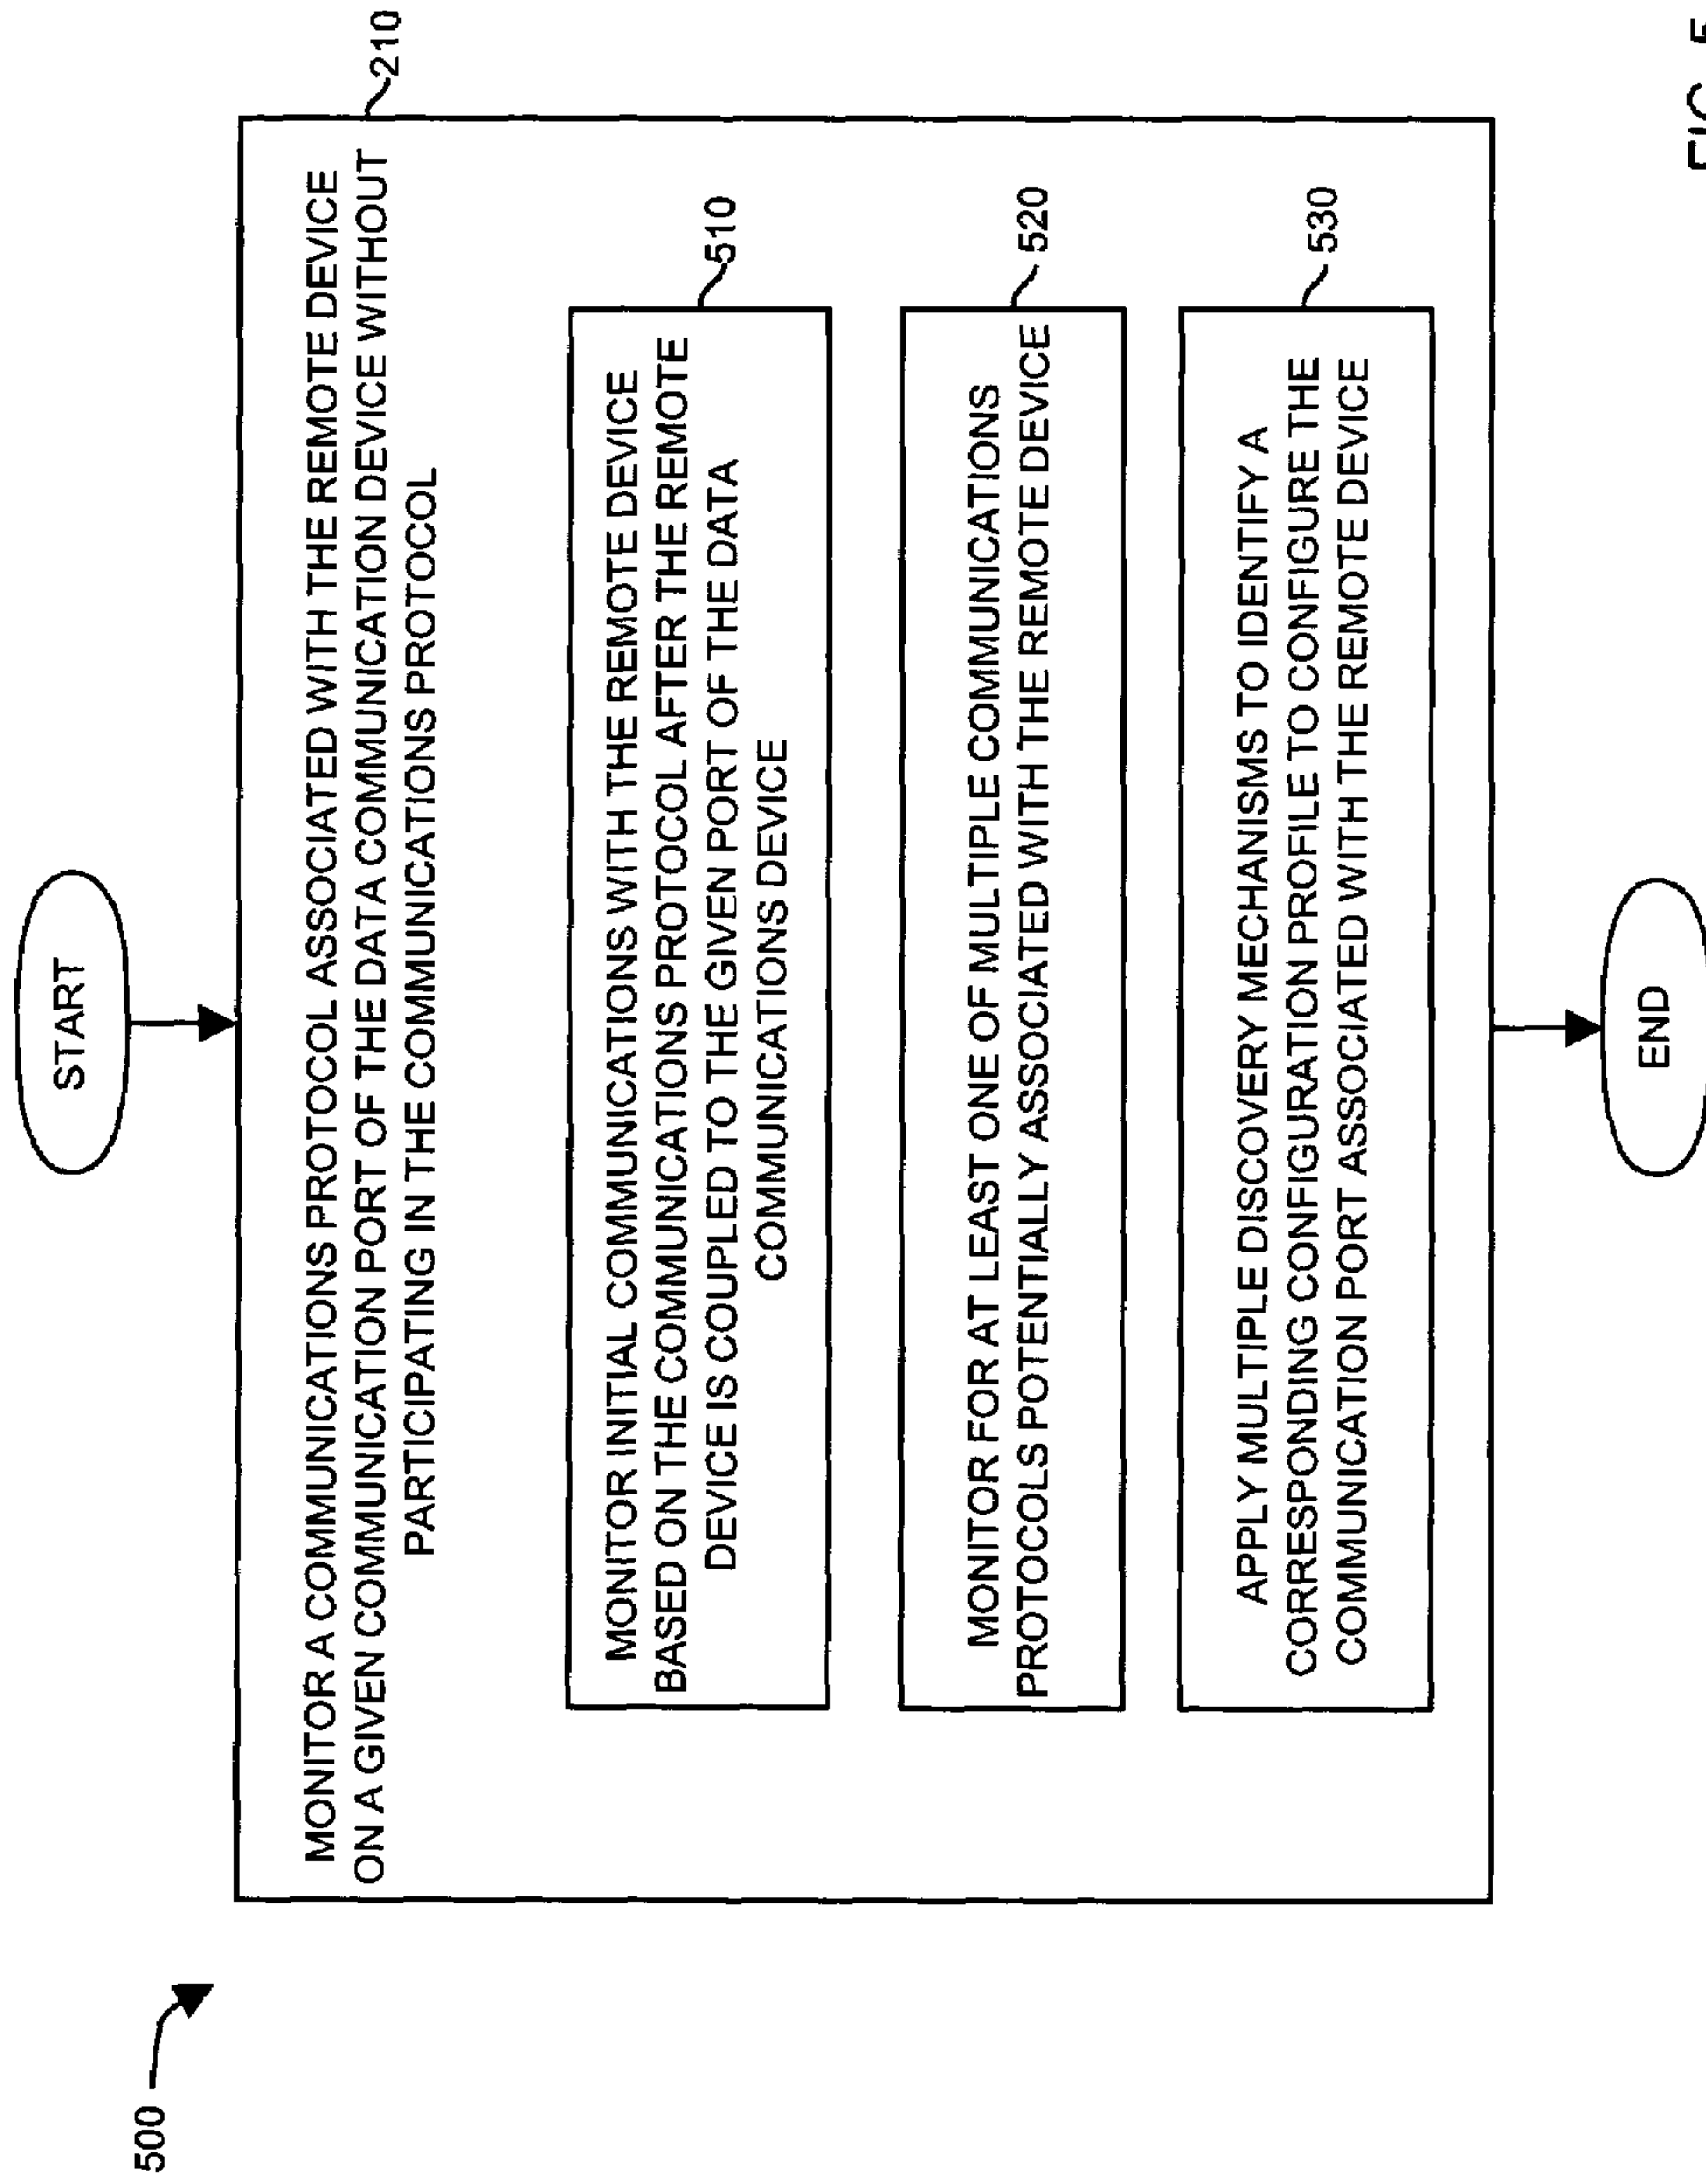 500
START
210
MONITOR A COMMUNICATIONS PROTOCOL ASSOCIATED WITH THE REMOTE DEVICE
ON A GIVEN COMMUNICATION PORT OF THE DATA COMMUNICATION DEVICE WITHOUT
PARTICIPATING IN THE COMMUNICATIONS PROTOCOL
510
MONITOR INITIAL COMMUNICATIONS WITH THE REMOTE DEVICE
BASED ON THE COMMUNICATIONS PROTOCOL AFTER THE REMOTE
DEVICE IS COUPLED TO THE GIVEN PORT OF THE DATA
COMMUNICATIONS DEVICE
520
MONITOR FOR AT LEAST ONE OF MULTIPLE COMMUNICATIONS
PROTOCOLS POTENTIALLY ASSOCIATED WITH THE REMOTE DEVICE
530
APPLY MULTIPLE DISCOVERY MECHANISMS TO IDENTIFY A
CORRESPONDING CONFIGURATION PROFILE TO CONFIGURE THE
COMMUNICATION PORT ASSOCIATED WITH THE REMOTE DEVICE
END
FIG. 5